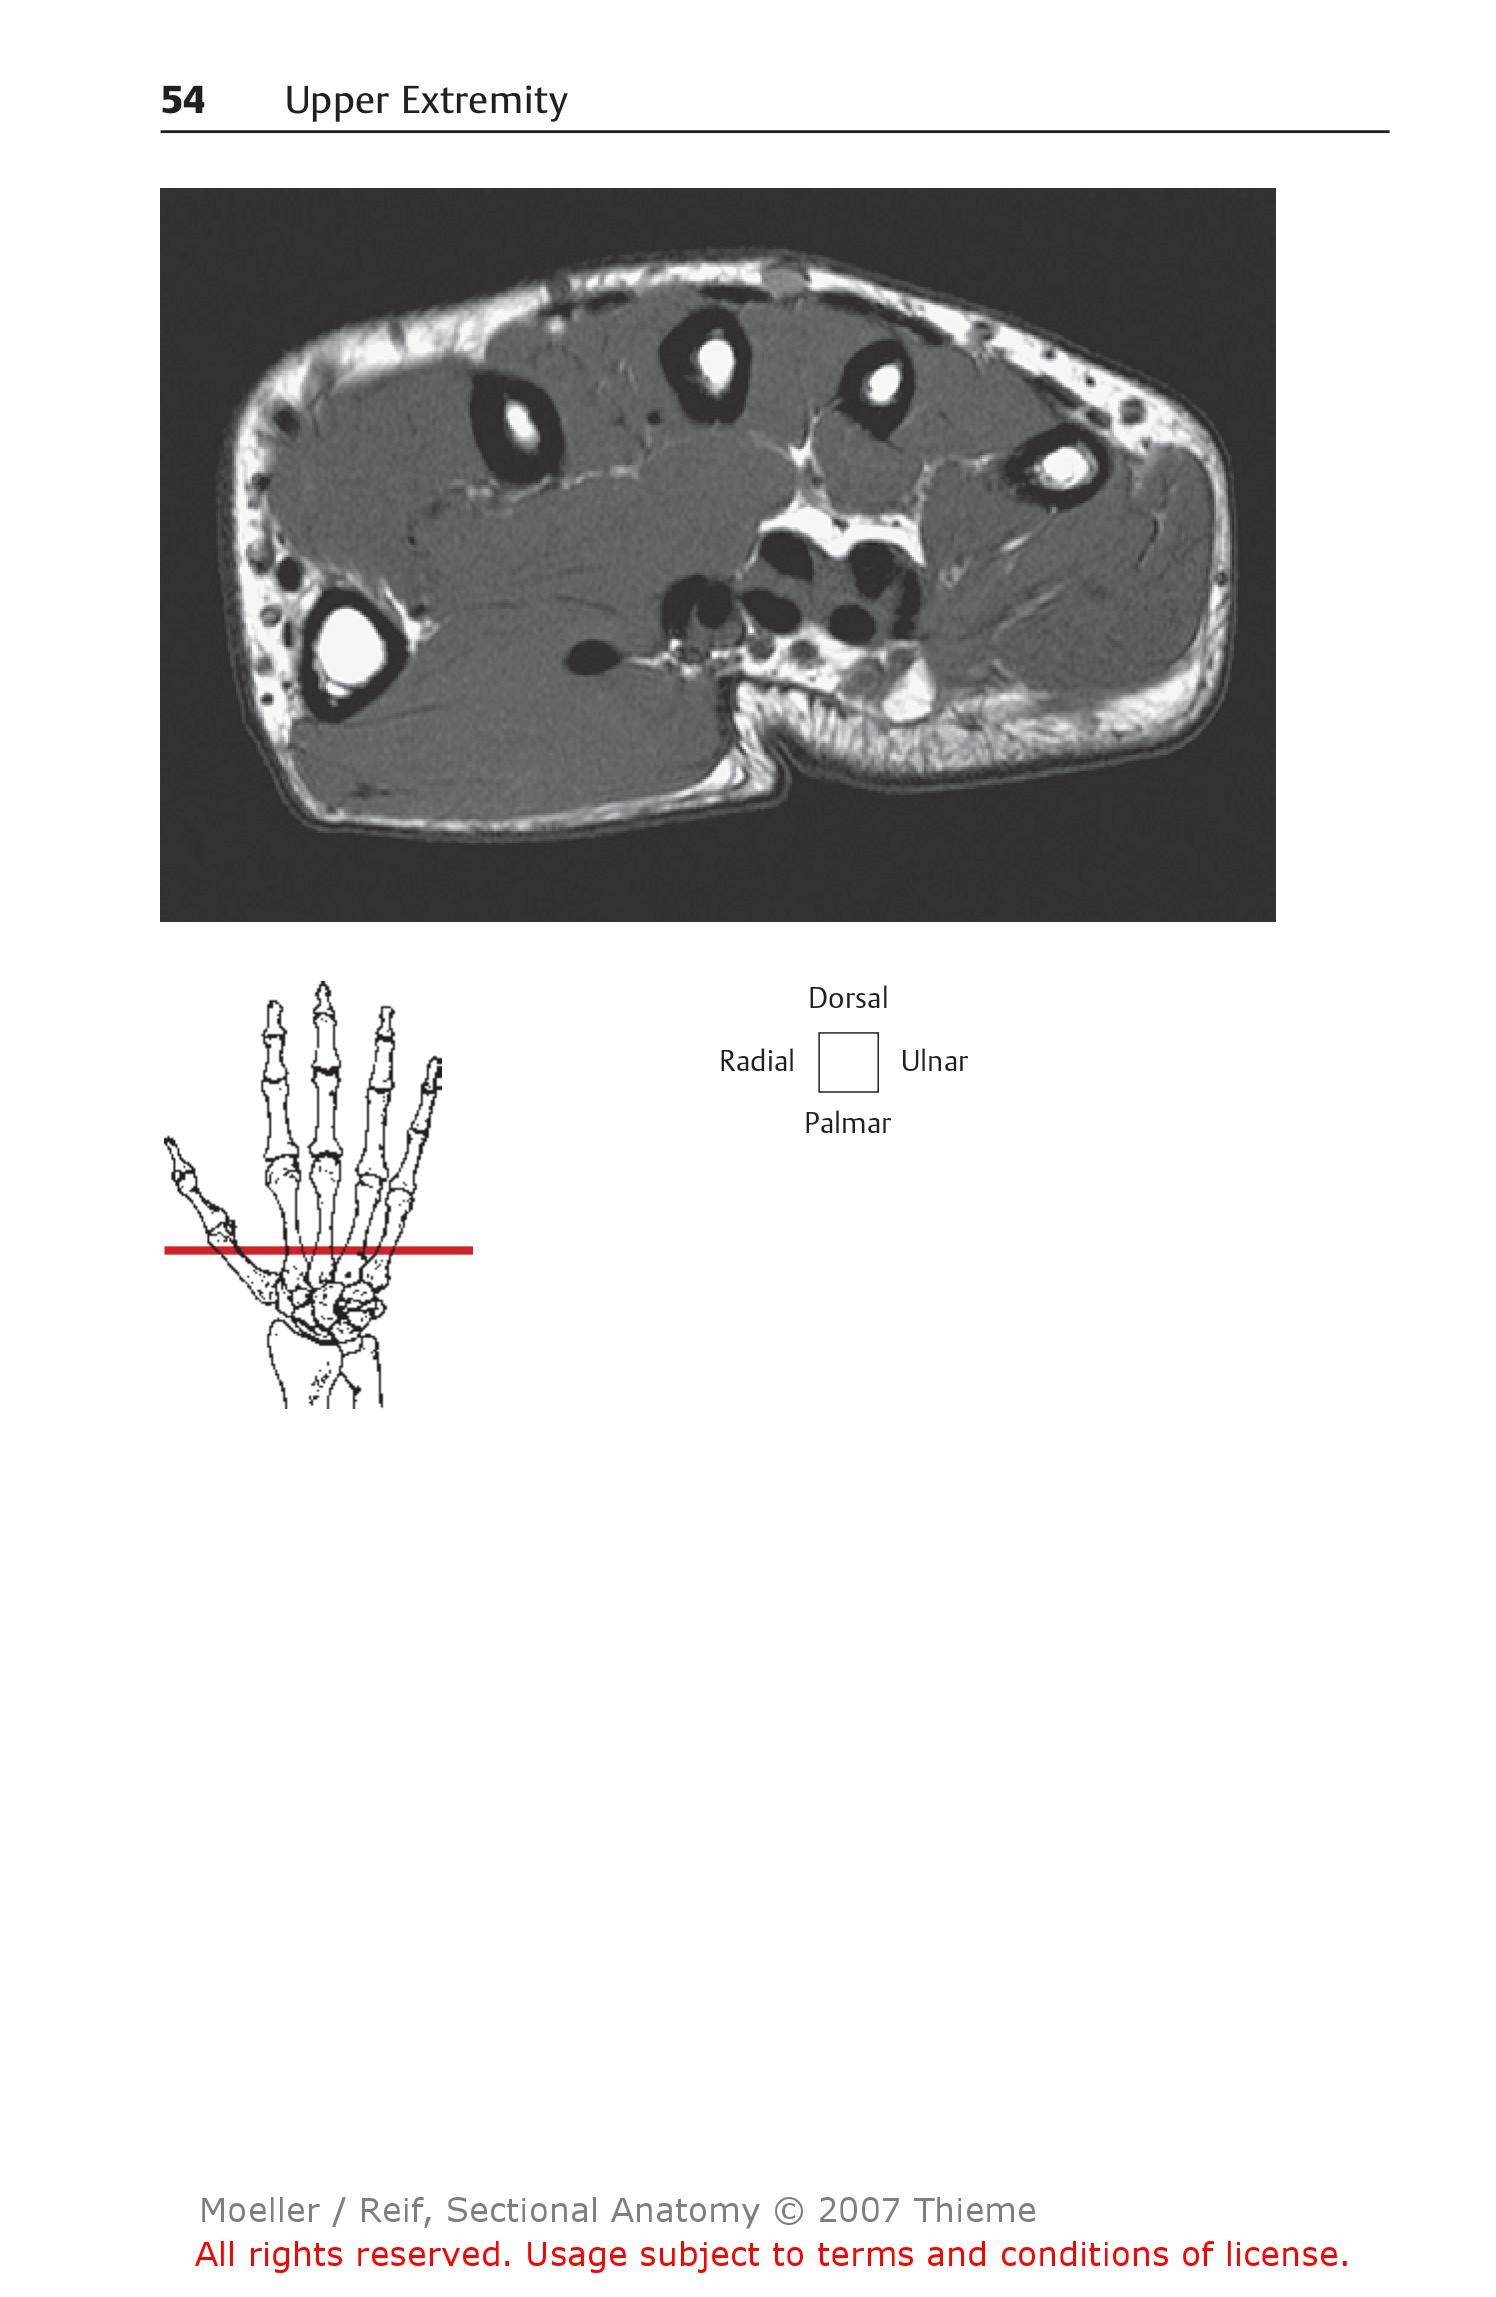 54 Upper Extremity
Dorsal
Radial Ulnar
Palmar
Moeller / Reif, Sectional Anatomy © 2007 Thieme
All rights reserved. Usage subject to terms and conditions of license.